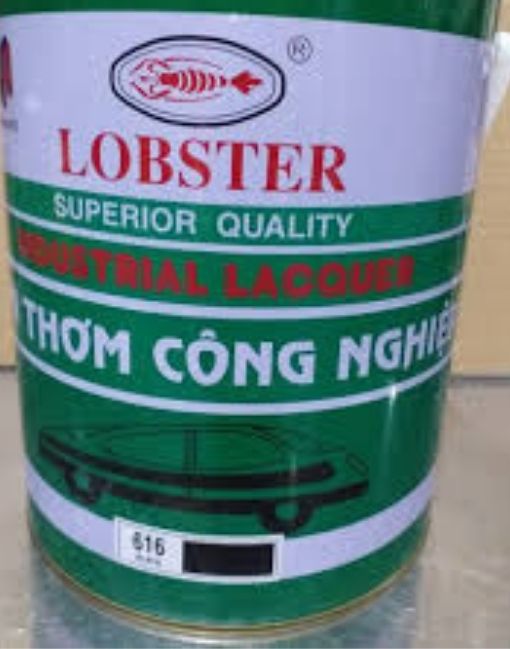 ®
LOBSTER
SUPERIOR QUALITY
INDUSTRIAL LACQUER
THƠM CÔNG NGHIỆ
616